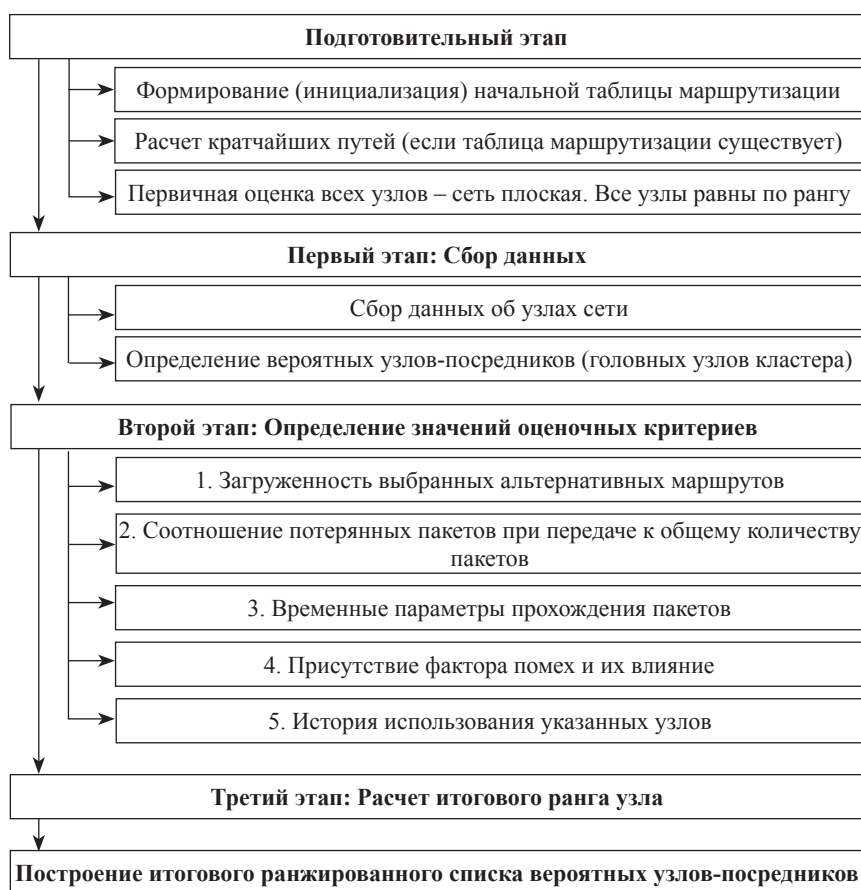 Подготовительный этап
Формирование (инициализация) начальной таблицы маршрутизации
Расчет кратчайших путей (если таблица маршрутизации существует)
Первичная оценка всех узлов – сеть плоская. Все узлы равны по рангу
Первый этап: Сбор данных
Сбор данных об узлах сети
Определение вероятных узлов-посредников (головных узлов кластера)
Второй этап: Определение значений оценочных критериев
1. Загруженность выбранных альтернативных маршрутов
2. Соотношение потерянных пакетов при передаче к общему количеству
пакетов
3. Временные параметры прохождения пакетов
4. Присутствие фактора помех и их влияние
5. История использования указанных узлов
Третий этап: Расчет итогового ранга узла
Построение итогового ранжированного списка вероятных узлов-посредников